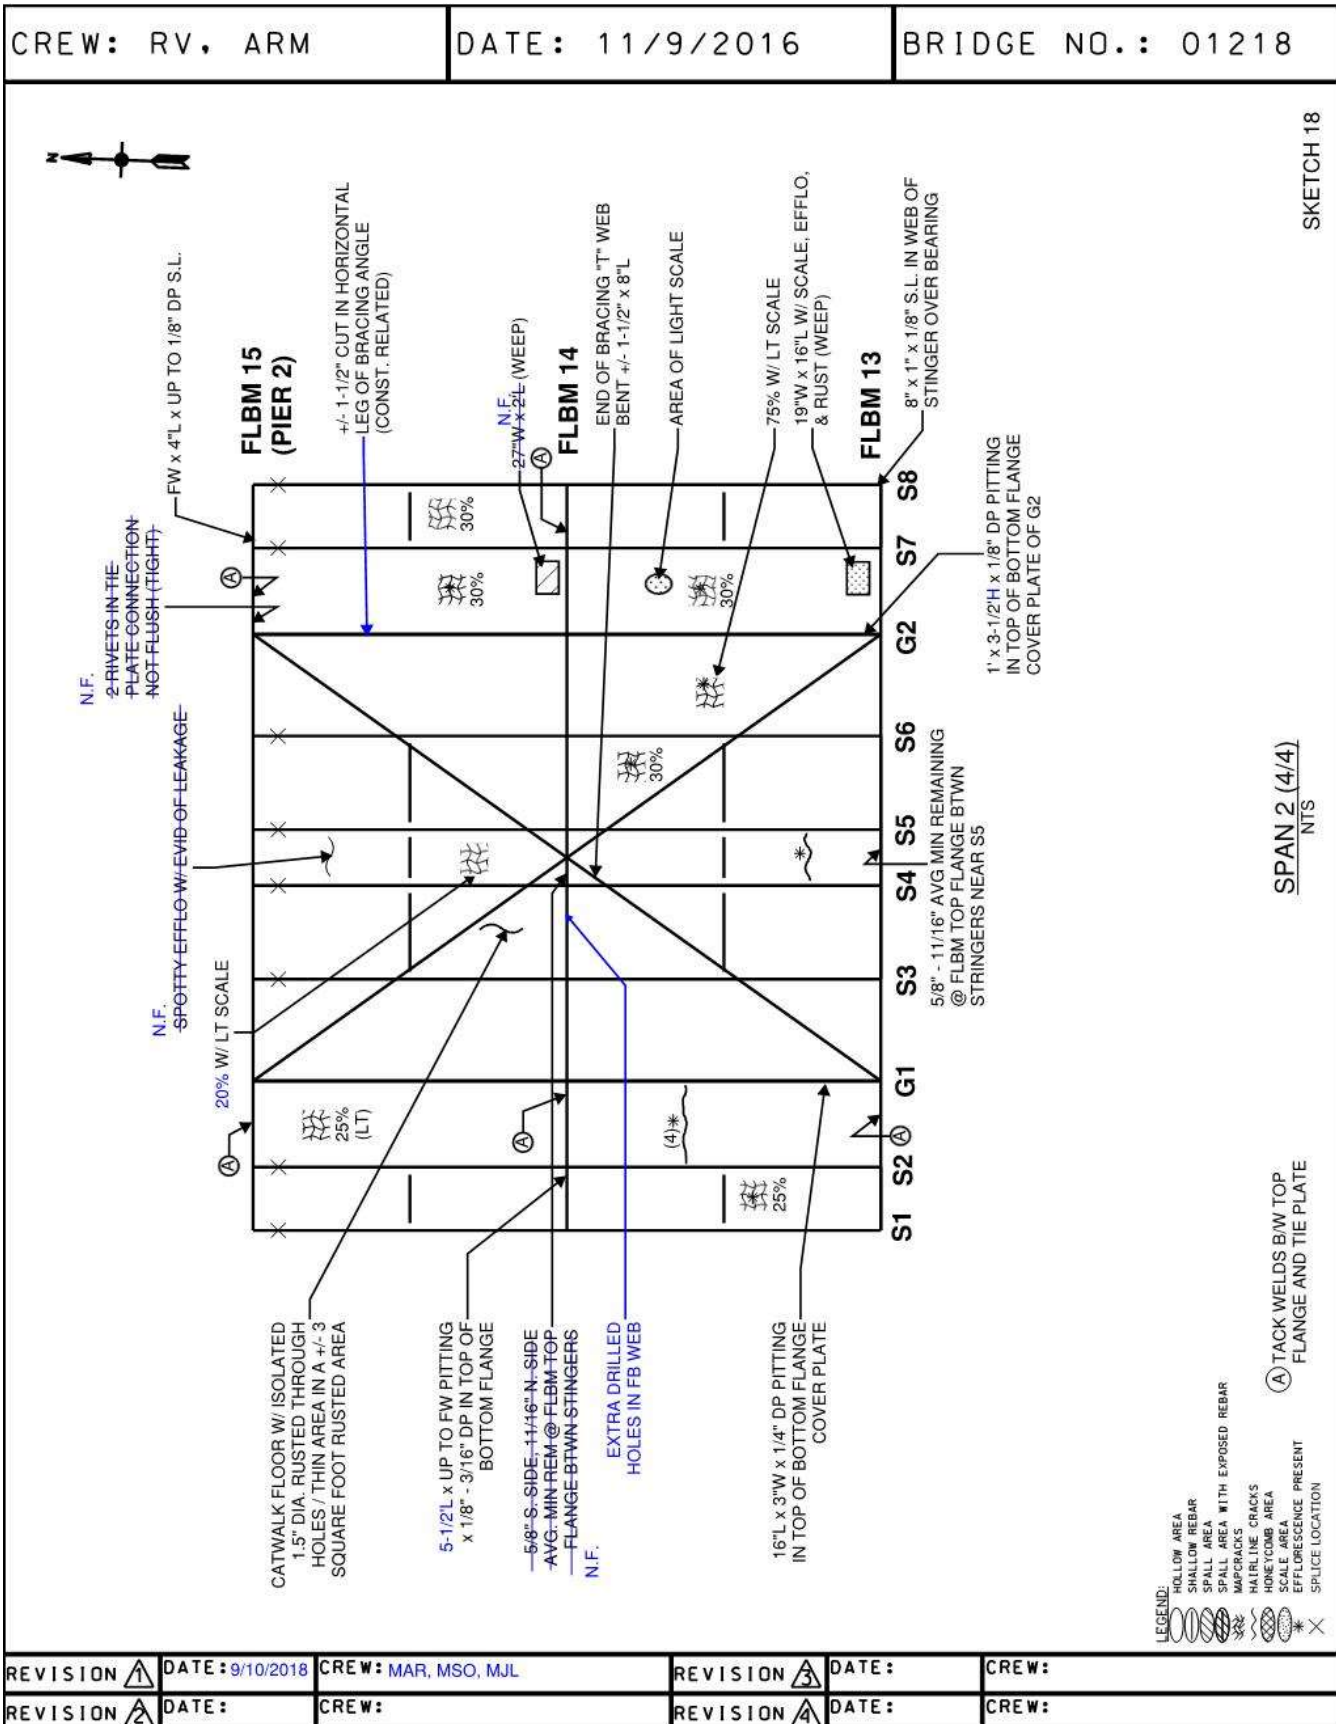 CREW: RV, ARM
DATE: 11/9/2016
BRIDGE NO.: 01218
N
SKETCH 18
FW x 4"L x UP TO 1/8" DP S.L.
FLBM 15
(PIER 2)
+/- 1-1/2" CUT IN HORIZONTAL
LEG OF BRACING ANGLE
(CONST. RELATED)
N.F.
27"W x 2'L (WEEP)
FLBM 14
END OF BRACING "T" WEB
BENT +/- 1-1/2" x 8"L
AREA OF LIGHT SCALE
75% W/ LT SCALE
19"W x 16"L W/ SCALE, EFFLO,
& RUST (WEEP)
FLBM 13
8" x 1" x 1/8" S.L. IN WEB OF
STINGER OVER BEARING
N.F.
2 RIVETS IN TIE
PLATE CONNECTION
NOT FLUSH (TIGHT)
N.F.
SPOTTY EFFLO W/ EVID OF LEAKAGE
20% W/ LT SCALE
A
A
A
A
A
25%
(LT)
30%
30%
30%
30%
(4)*
*
25%
S1
S2
G1
S3
S4
S5
S6
G2
S7
S8
1' x 3-1/2'H x 1/8" DP PITTING
IN TOP OF BOTTOM FLANGE
COVER PLATE OF G2
5/8" - 11/16" AVG MIN REMAINING
@ FLBM TOP FLANGE BTWN
STRINGERS NEAR S5
CATWALK FLOOR W/ ISOLATED
1.5" DIA. RUSTED THROUGH
HOLES / THIN AREA IN A +/- 3
SQUARE FOOT RUSTED AREA
5-1/2'L x UP TO FW PITTING
x 1/8" - 3/16" DP IN TOP OF
BOTTOM FLANGE
5/8" S. SIDE, 11/16" N. SIDE
AVG. MIN REM @ FLBM TOP
FLANGE BTWN STINGERS
N.F.
EXTRA DRILLED
HOLES IN FB WEB
16"L x 3"W x 1/4" DP PITTING
IN TOP OF BOTTOM FLANGE
COVER PLATE
SPAN 2 (4/4)
NTS
A TACK WELDS B/W TOP
FLANGE AND TIE PLATE
LEGEND:
HOLLOW AREA
SHALLOW REBAR
SPALL AREA
SPALL AREA WITH EXPOSED REBAR
MAPCRACKS
HAIRLINE CRACKS
HONEYCOMB AREA
SCALE AREA
* EFFLORESCENCE PRESENT
SPLICE LOCATION
REVISION 1 DATE: 9/10/2018 CREW: MAR, MSO, MJL
REVISION 3 DATE: CREW:
REVISION 2 DATE: CREW:
REVISION 4 DATE: CREW: